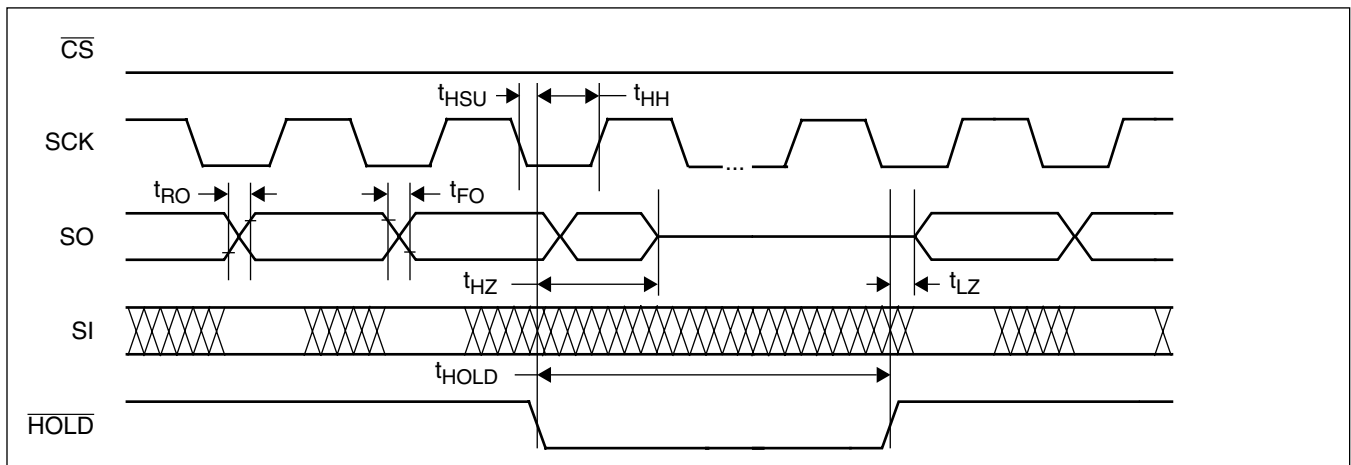 CS
tHSU
tHH
SCK
...
tRO
tFO
SO
tHZ
tLZ
SI
tHOLD
HOLD